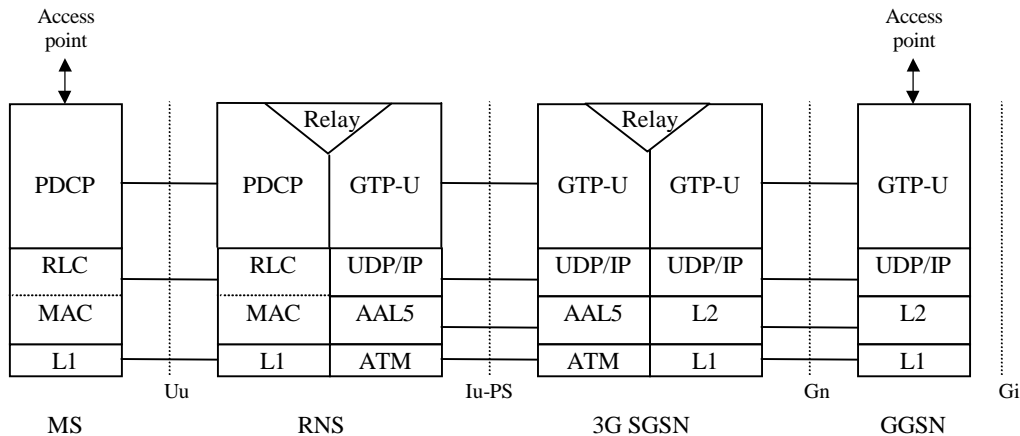 Access
point
Access
point
Relay
Relay
PDCP
PDCP
GTP-U
GTP-U
GTP-U
GTP-U
RLC
RLC
UDP/IP
UDP/IP
UDP/IP
UDP/IP
MAC
MAC
AAL5
AAL5
L2
L2
L1
L1
ATM
ATM
L1
L1
Uu
Iu-PS
Gn
Gi
MS
RNS
3G SGSN
GGSN